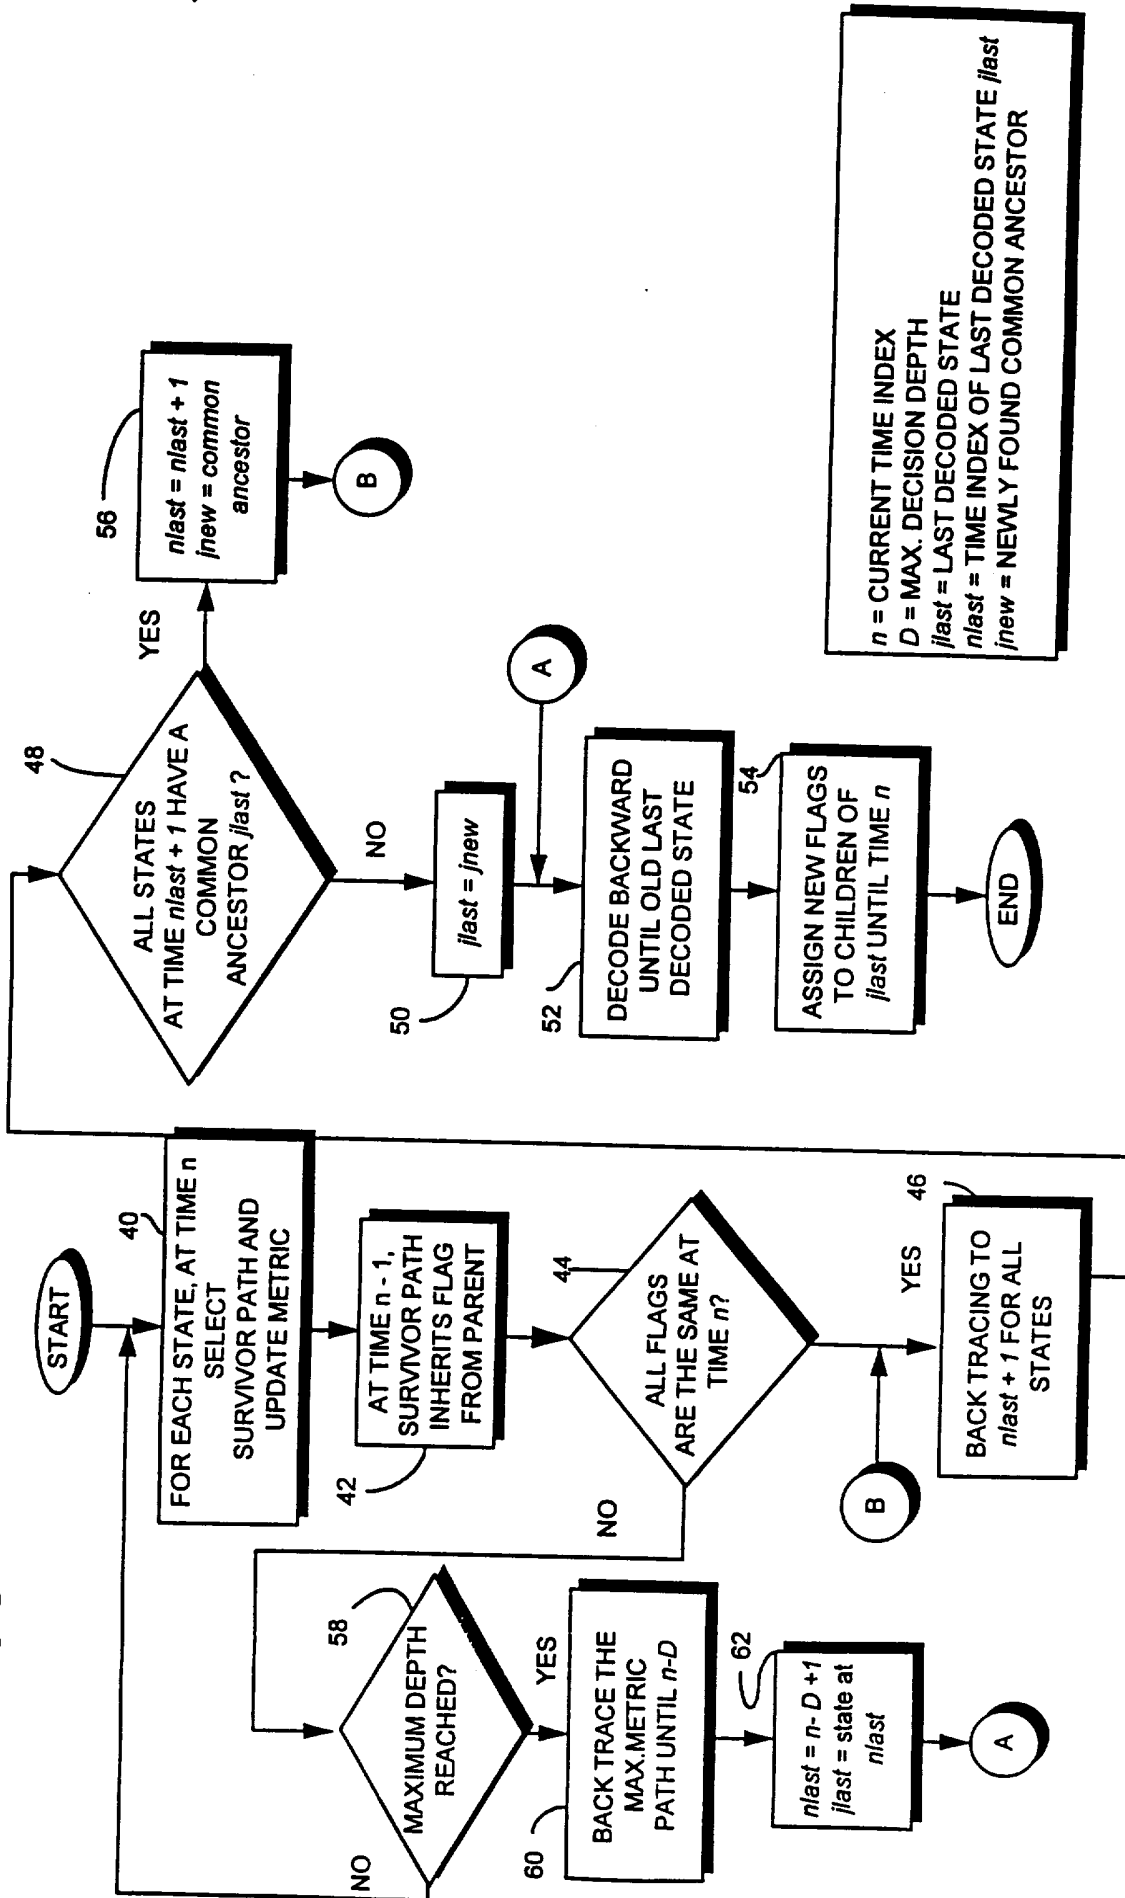 START
40
FOR EACH STATE, AT TIME n
SELECT
SURVIVOR PATH AND
UPDATE METRIC
42
AT TIME n - 1,
SURVIVOR PATH
INHERITS FLAG
FROM PARENT
44
ALL FLAGS
ARE THE SAME AT
TIME n?
NO
YES
B
46
BACK TRACING TO
nlast + 1 FOR ALL
STATES
58
MAXIMUM DEPTH
REACHED?
NO
YES
60
BACK TRACE THE
MAX.METRIC
PATH UNTIL n-D
62
nlast = n- D +1
jlast = state at
nlast
A
48
ALL STATES
AT TIME nlast + 1 HAVE A
COMMON
ANCESTOR jlast ?
YES
NO
56
nlast = nlast + 1
jnew = common
ancestor
B
50
jlast = jnew
A
52
DECODE BACKWARD
UNTIL OLD LAST
DECODED STATE
54
ASSIGN NEW FLAGS
TO CHILDREN OF
jlast UNTIL TIME n
END
n = CURRENT TIME INDEX
D = MAX. DECISION DEPTH
jlast = LAST DECODED STATE
nlast = TIME INDEX OF LAST DECODED STATE jlast
jnew = NEWLY FOUND COMMON ANCESTOR